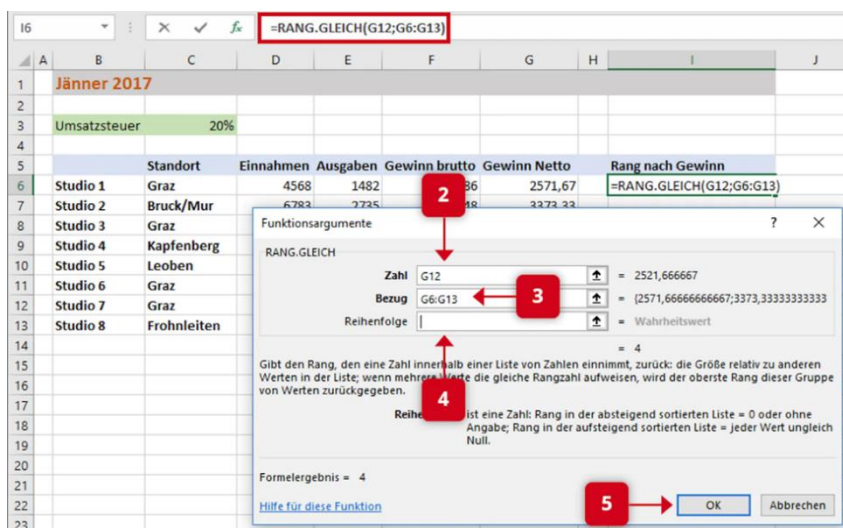 I6 =RANG.GLEICH(G12;G6:G13)
A B C D E F G H I J
1 Jänner 2017
2
3 Umsatzsteuer 20%
4
5 Standort Einnahmen Ausgaben Gewinn brutto Gewinn Netto Rang nach Gewinn
6 Studio 1 Graz 4568 1482 86 2571,67 =RANG.GLEICH(G12;G6:G13)
7 Studio 2 Bruck/Mur 6783 2735 48 3373,33
8 Studio 3 Graz
9 Studio 4 Kapfenberg
10 Studio 5 Leoben
11 Studio 6 Graz
12 Studio 7 Graz
13 Studio 8 Frohnleiten
14
15
16
17
18
19
20
21
22
23
2
Funktionsargumente ?
RANG.GLEICH
Zahl G12 = 2521,666667
Bezug G6:G13 3 = {2571,66666666667;3373,33333333333
Reihenfolge = Wahrheitswert
= 4
Gibt den Rang, den eine Zahl innerhalb einer Liste von Zahlen einnimmt, zurück: die Größe relativ zu anderen
Werten in der Liste; wenn mehrere Werte die gleiche Rangzahl aufweisen, wird der oberste Rang dieser Gruppe
von Werten zurückgegeben.
4
ist eine Zahl: Rang in der absteigend sortierten Liste = 0 oder ohne
Angabe; Rang in der aufsteigend sortierten Liste = jeder Wert ungleich
Null.
Formelergebnis = 4
Hilfe für diese Funktion 5 OK Abbrechen